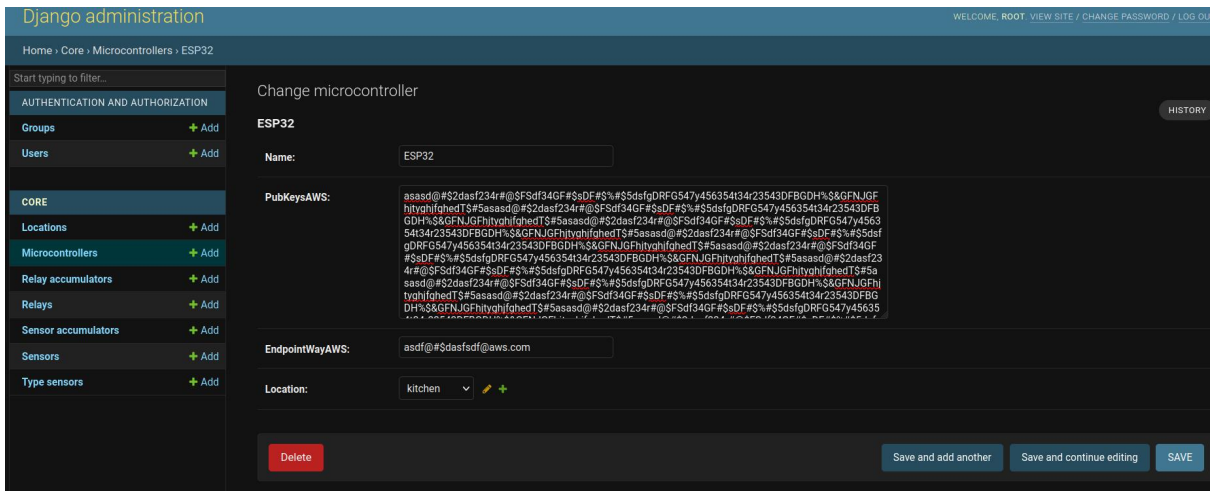 Django administration
WELCOME, ROOT. VIEW SITE / CHANGE PASSWORD / LOG OU
Home › Core › Microcontrollers › ESP32
Start typing to filter...
AUTHENTICATION AND AUTHORIZATION
Groups + Add
Users + Add
CORE
Locations + Add
Microcontrollers + Add
Relay accumulators + Add
Relays + Add
Sensor accumulators + Add
Sensors + Add
Type sensors + Add
Change microcontroller
HISTORY
ESP32
Name: ESP32
PubKeysAWS: asasd@#$2dasf234r#@$FSdf34GF#$sDF#$%#$5dsfgDRFG547y456354t34r23543DFBGDH%$&GFNJGF
hjtyghjfghedT$#5asasd@#$2dasf234r#@$FSdf34GF#$sDF#$%#$5dsfgDRFG547y456354t34r23543DFB
GDH%$&GFNJGFhjtyghjfghedT$#5asasd@#$2dasf234r#@$FSdf34GF#$sDF#$%#$5dsfgDRFG547y4563
54t34r23543DFBGDH%$&GFNJGFhjtyghjfghedT$#5asasd@#$2dasf234r#@$FSdf34GF#$sDF#$%#$5dsf
gDRFG547y456354t34r23543DFBGDH%$&GFNJGFhjtyghjfghedT$#5asasd@#$2dasf234r#@$FSdf34GF
#$sDF#$%#$5dsfgDRFG547y456354t34r23543DFBGDH%$&GFNJGFhjtyghjfghedT$#5asasd@#$2dasf23
4r#@$FSdf34GF#$sDF#$%#$5dsfgDRFG547y456354t34r23543DFBGDH%$&GFNJGFhjtyghjfghedT$#5a
sasd@#$2dasf234r#@$FSdf34GF#$sDF#$%#$5dsfgDRFG547y456354t34r23543DFBGDH%$&GFNJGFhj
tyghjfghedT$#5asasd@#$2dasf234r#@$FSdf34GF#$sDF#$%#$5dsfgDRFG547y456354t34r23543DFBG
DH%$&GFNJGFhjtyghjfghedT$#5asasd@#$2dasf234r#@$FSdf34GF#$sDF#$%#$5dsfgDRFG547y45635
EndpointWayAWS: asdf@#$dasfsdf@aws.com
Location: kitchen
Delete
Save and add another
Save and continue editing
SAVE